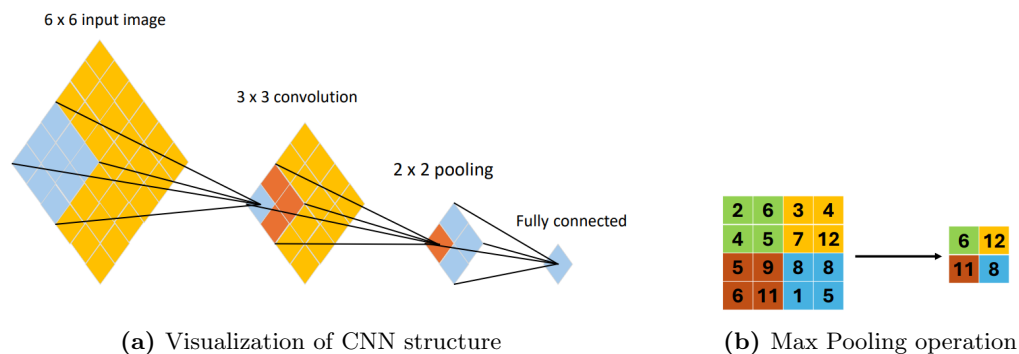 6 x 6 input image
3 x 3 convolution
2 x 2 pooling
Fully connected
2 6 3 4
4 5 7 12
5 9 8 8
6 11 1 5
6 12
11 8
(a) Visualization of CNN structure
(b) Max Pooling operation